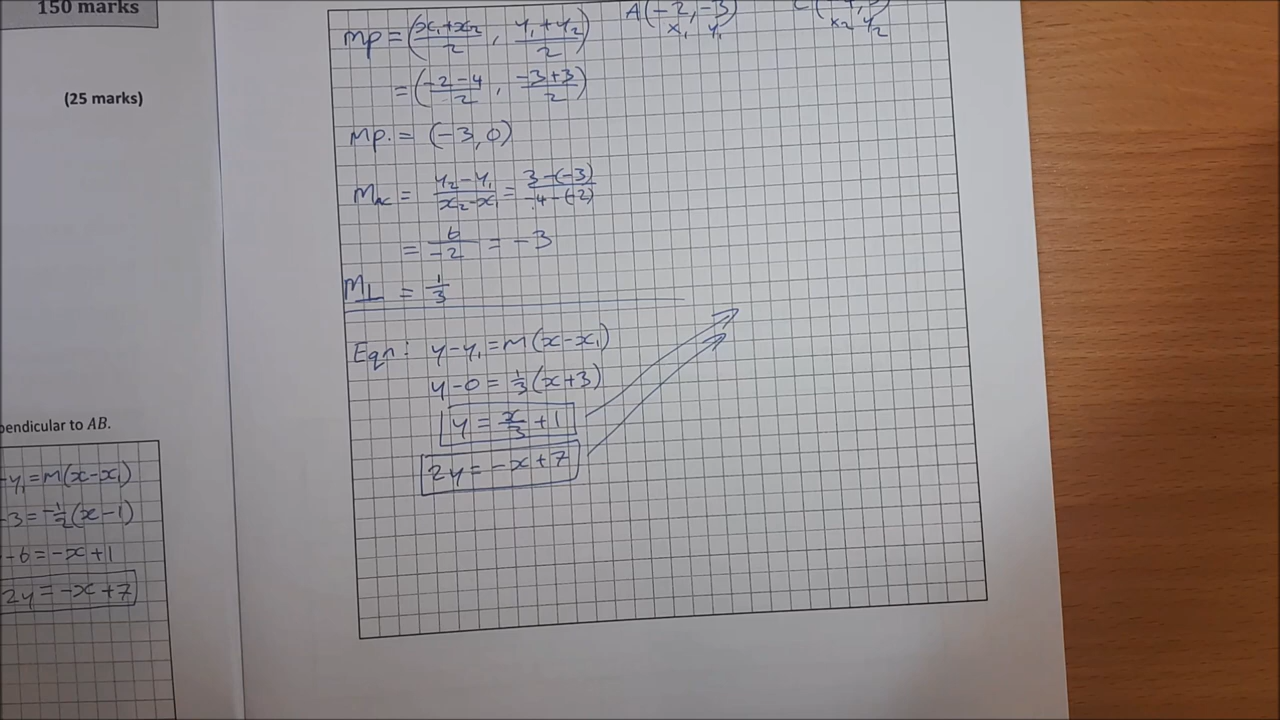 150 marks
(25 marks)
pendicular to AB.
-y₁=m(x-x₁)
-3=-½(x-1)
-6=-x+1
2y=-x+7
mp = (x₁+x₂/2 , y₁+y₂/2) A(-2,-3)
x₁ y₁ x₂ y₂
= (-2-4/2 , -3+3/2)
mp. = (-3,0)
= y₂-y₁/x₂-x₁ = 3-(-3)/-4-(-2)
= 6/-2 = -3
M⊥ = 1/3
Eqn: y-y₁=m(x-x₁)
y-0=⅓(x+3)
y=x/3+1
2y=-x+7